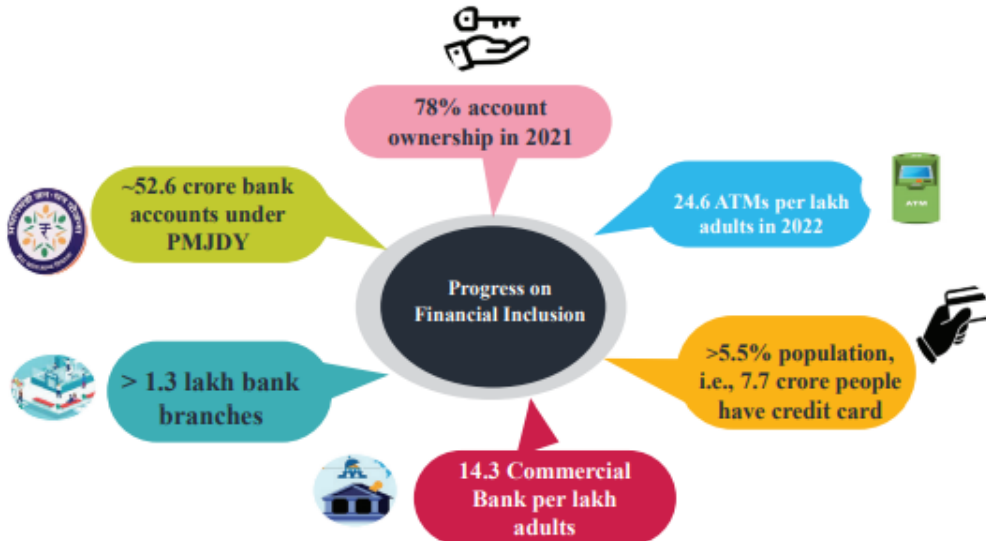 78% account
ownership in 2021
~52.6 crore bank
accounts under
PMJDY
24.6 ATMs per lakh
adults in 2022
ATM
Progress on
Financial Inclusion
>5.5% population,
i.e., 7.7 crore people
have credit card
> 1.3 lakh bank
branches
14.3 Commercial
Bank per lakh
adults